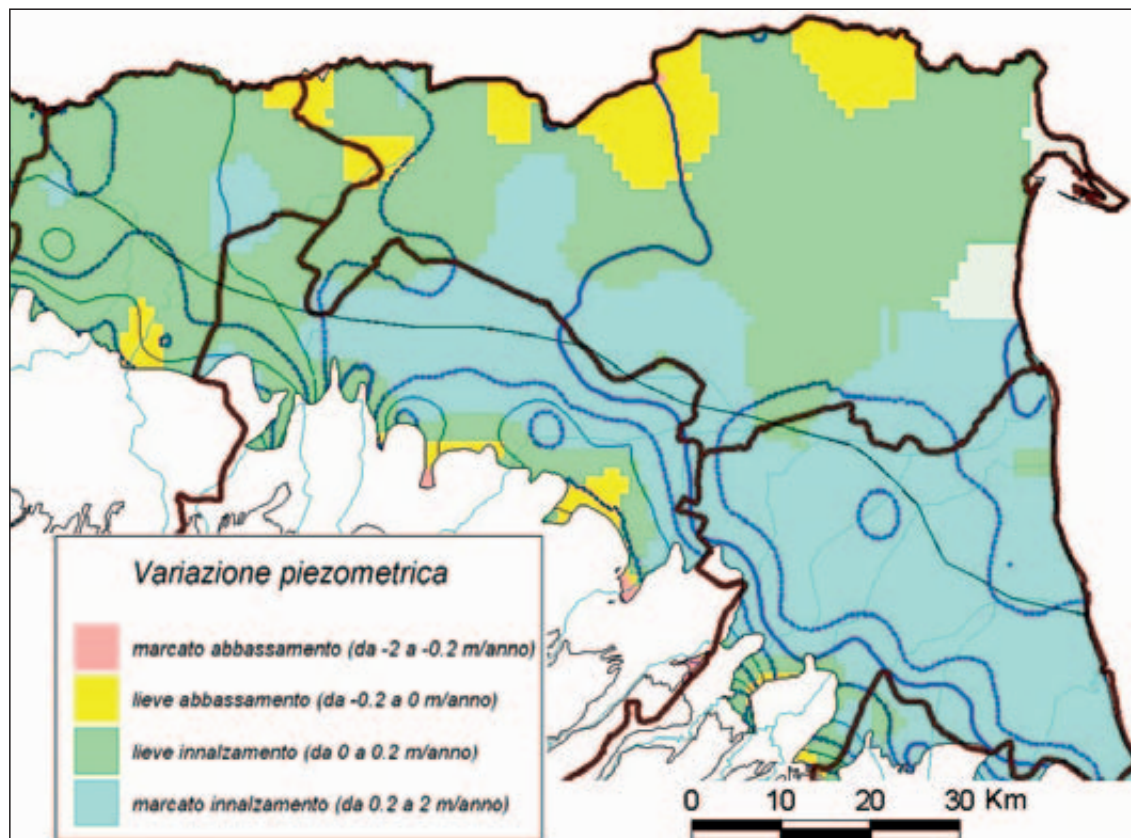 Variazione piezometrica
marcato abbassamento (da -2 a -0.2 m/anno)
lieve abbassamento (da -0.2 a 0 m/anno)
lieve innalzamento (da 0 a 0.2 m/anno)
marcato innalzamento (da 0.2 a 2 m/anno)
0 10 20 30 Km